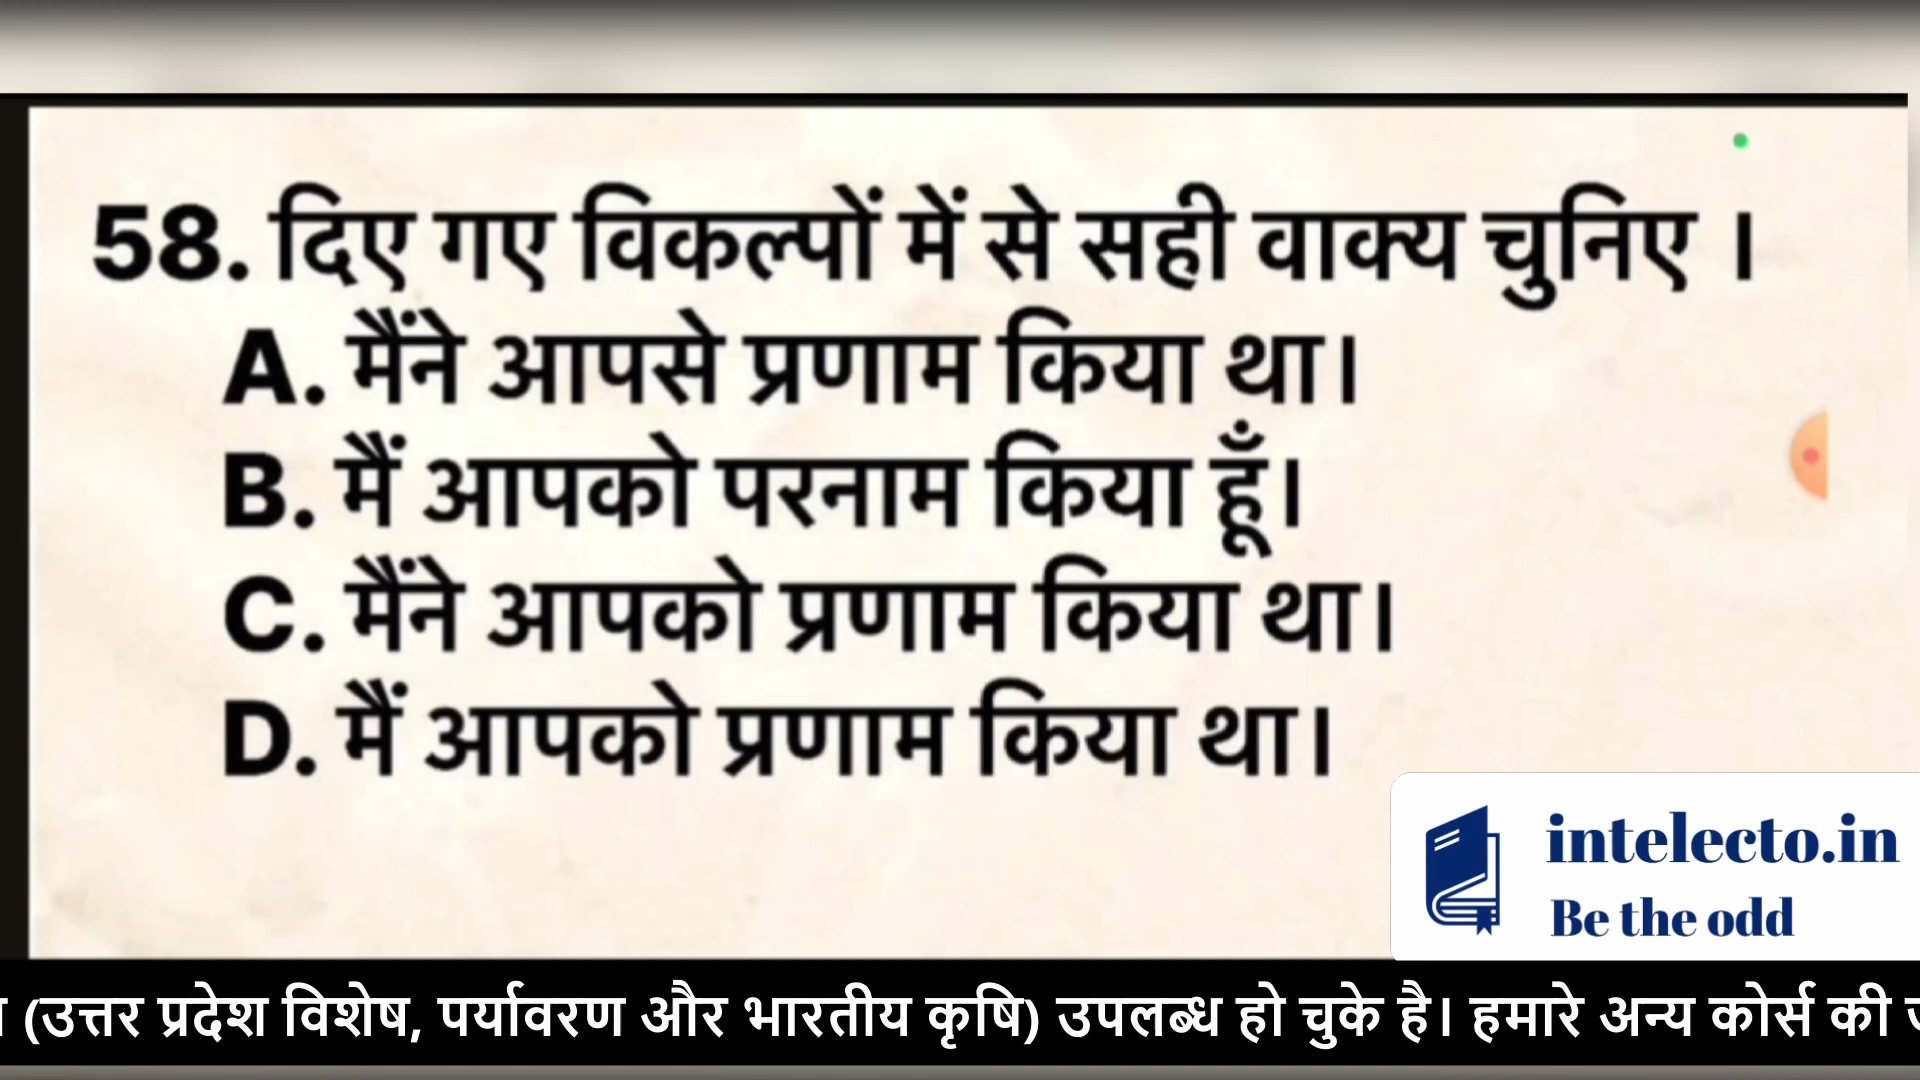 58. दिए गए विकल्पों में से सही वाक्य चुनिए ।
A. मैंने आपसे प्रणाम किया था।
B. मैं आपको परनाम किया हूँ।
C. मैंने आपको प्रणाम किया था।
D. मैं आपको प्रणाम किया था।
intelecto.in
Be the odd
(उत्तर प्रदेश विशेष, पर्यावरण और भारतीय कृषि) उपलब्ध हो चुके है। हमारे अन्य कोर्स की